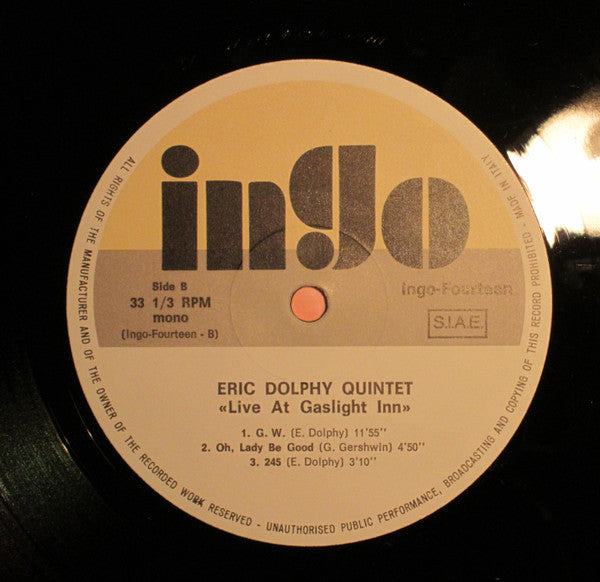 ingo
Side B
33 1/3 RPM
mono
(Ingo-Fourteen - B)
Ingo-Fourteen
S.I.A.E.
ERIC DOLPHY QUINTET
«Live At Gaslight Inn»
1. G. W. (E. Dolphy) 11'55''
2. Oh, Lady Be Good (G. Gershwin) 4'50''
3. 245 (E. Dolphy) 3'10''
ALL RIGHTS OF THE MANUFACTURER AND OF THE OWNER OF THE RECORDED WORK RESERVED - UNAUTHORISED PUBLIC PERFORMANCE, BROADCASTING AND COPYING OF THIS RECORD PROHIBITED - MADE IN ITALY